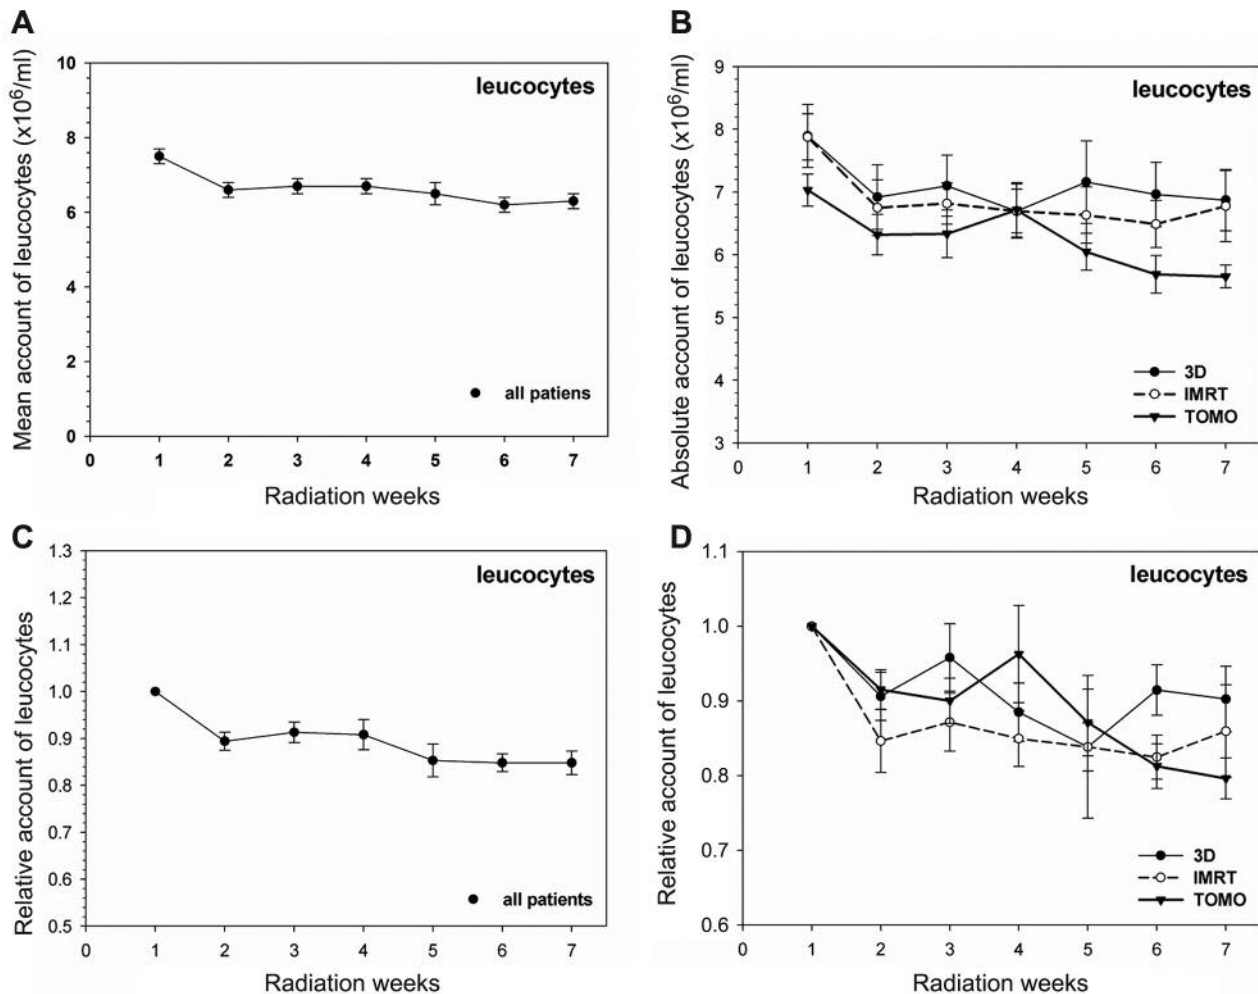 A
Mean account of leucocytes (x10⁶/ml)
10
8
6
4
2
0
leucocytes
all patiens
0 1 2 3 4 5 6 7
Radiation weeks
B
Absolute account of leucocytes (x10⁶/ml)
9
8
7
6
5
4
3
leucocytes
3D
IMRT
TOMO
0 1 2 3 4 5 6 7
Radiation weeks
C
Relative account of leucocytes
1.3
1.2
1.1
1.0
0.9
0.8
0.7
0.6
0.5
leucocytes
all patients
0 1 2 3 4 5 6 7
Radiation weeks
D
Relative account of leucocytes
1.1
1.0
0.9
0.8
0.7
0.6
leucocytes
3D
IMRT
TOMO
0 1 2 3 4 5 6 7
Radiation weeks